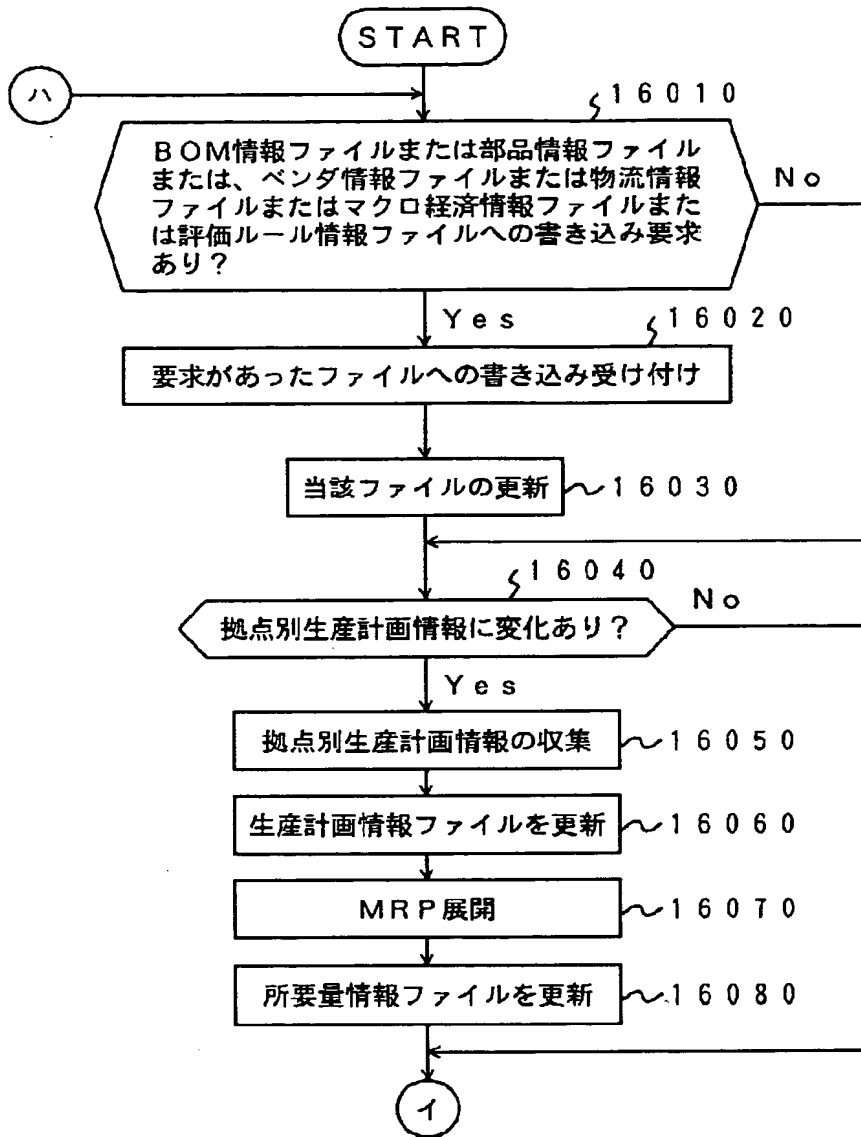 START
ハ
16010
BOM情報ファイルまたは部品情報ファイル
または、ベンダ情報ファイルまたは物流情報
ファイルまたはマクロ経済情報ファイルまた
は評価ルール情報ファイルへの書き込み要求
あり？
No
Yes
16020
要求があったファイルへの書き込み受け付け
当該ファイルの更新
16030
16040
拠点別生産計画情報に変化あり？
No
Yes
拠点別生産計画情報の収集
16050
生産計画情報ファイルを更新
16060
MRP展開
16070
所要量情報ファイルを更新
16080
イ